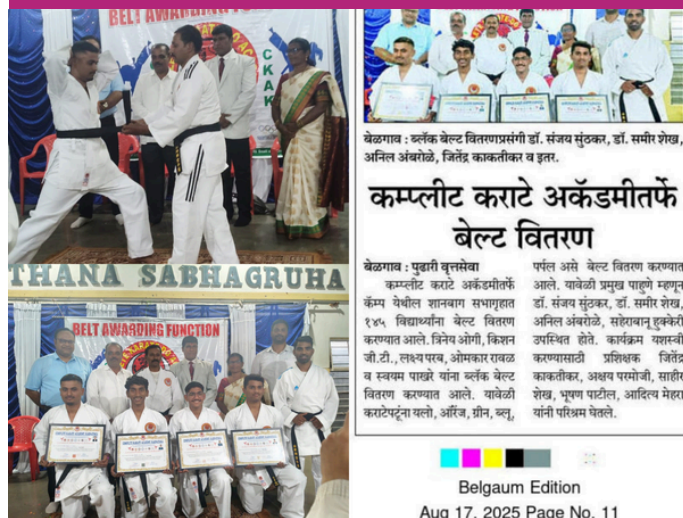 BELT AWARDING FUNCTION
CKAK
THANA SABHAGRUHA
BELT AWARDING FUNCTION
बेळगाव : ब्लॅक बेल्ट वितरणप्रसंगी डॉ. संजय सुंठकर, डॉ. समीर शेख,
अनिल अंबरोळे, जितेंद्र काकतीकर व इतर.
कम्प्लीट कराटे अकॅडमीतर्फे
बेल्ट वितरण
बेळगाव : पुढारी वृत्तसेवा
कम्प्लीट कराटे अकॅडमीतर्फे
कॅम्प येथील शानबाग सभागृहात
१४५ विद्यार्थ्यांना बेल्ट वितरण
करण्यात आले. त्रिनेय ओगी, किशन
जी.टी., लक्ष्य परब, ओमकार रावळ
व स्वयम पाखरे यांना ब्लॅक बेल्ट
वितरण करण्यात आले. यावेळी
कराटेपटूंना यलो, ऑरेंज, ग्रीन, ब्लू,
पर्पल असे बेल्ट वितरण करण्यात
आले. यावेळी प्रमुख पाहुणे म्हणून
डॉ. संजय सुंठकर, डॉ. समीर शेख,
अनिल अंबरोळे, सहेराबानू हुक्केरी
उपस्थित होते. कार्यक्रम यशस्वी
करण्यासाठी प्रशिक्षक जितेंद्र
काकतीकर, अक्षय परमोजी, साहीर
शेख, भूषण पाटील, आदित्य मेहरा
यांनी परिश्रम घेतले.
Belgaum Edition
Aug 17, 2025 Page No. 11